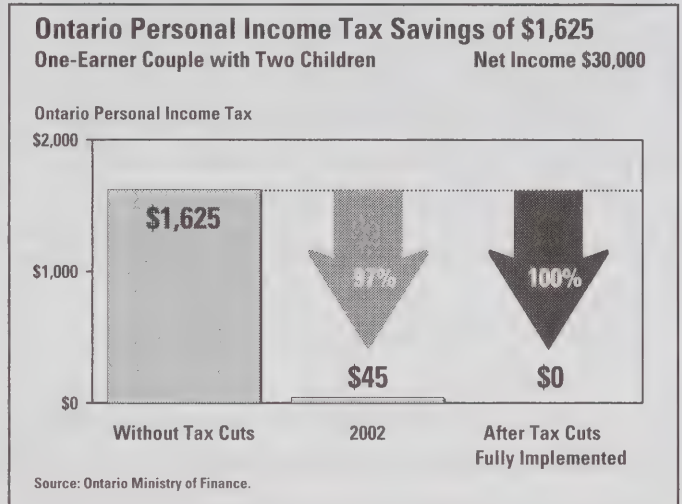 Ontario Personal Income Tax Savings of $1,625
One-Earner Couple with Two Children Net Income $30,000
Ontario Personal Income Tax
$2,000
$1,625
$1,000
97%
100%
$45
$0
$0
Without Tax Cuts
2002
After Tax Cuts
Fully Implemented
Source: Ontario Ministry of Finance.